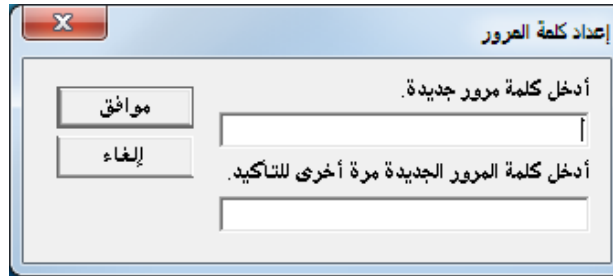 إعداد كلمة المرور
أدخل كلمة مرور جديدة.
أدخل كلمة المرور الجديدة مرة أخرى للتأكيد.
موافق
إلغاء